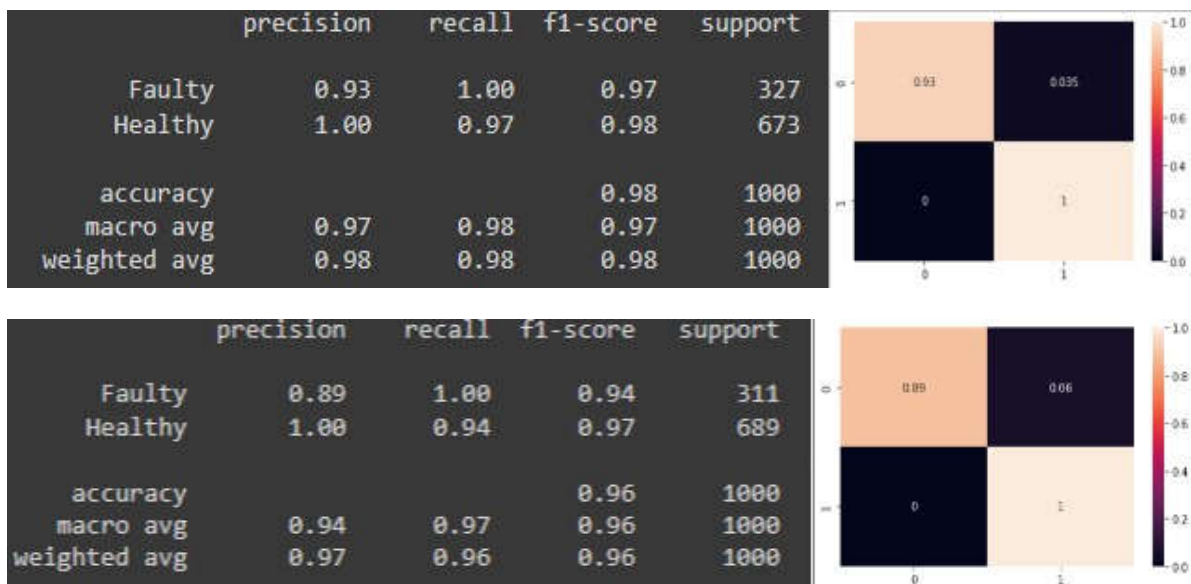 precision recall f1-score support
Faulty 0.93 1.00 0.97 327
Healthy 1.00 0.97 0.98 673
accuracy 0.98 1000
macro avg 0.97 0.98 0.97 1000
weighted avg 0.98 0.98 0.98 1000
1.0
0 0.93 0.035
0.8
0.6
0.4
1 0 1
0.2
0.0
0 1
precision recall f1-score support
Faulty 0.89 1.00 0.94 311
Healthy 1.00 0.94 0.97 689
accuracy 0.96 1000
macro avg 0.94 0.97 0.96 1000
weighted avg 0.97 0.96 0.96 1000
1.0
0 0.89 0.06
0.8
0.6
0.4
1 0 1
0.2
0.0
0 1